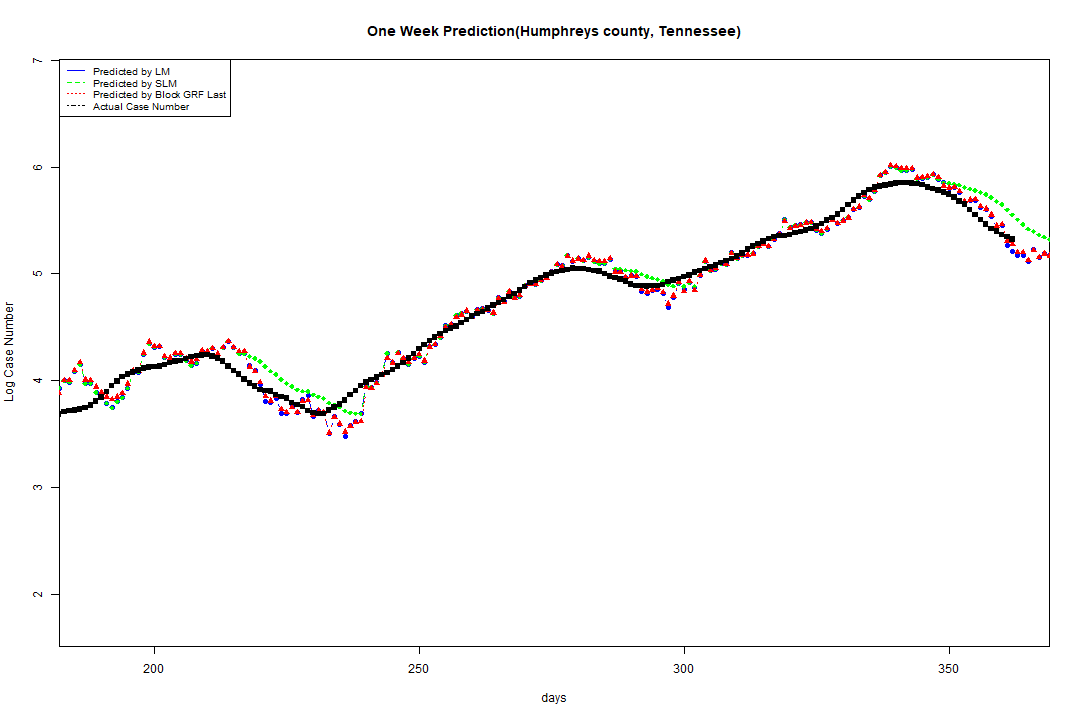 One Week Prediction(Humphreys county, Tennessee)
Predicted by LM
Predicted by SLM
Predicted by Block GRF Last
Actual Case Number
7
6
5
4
3
2
Log Case Number
200 250 300 350
days